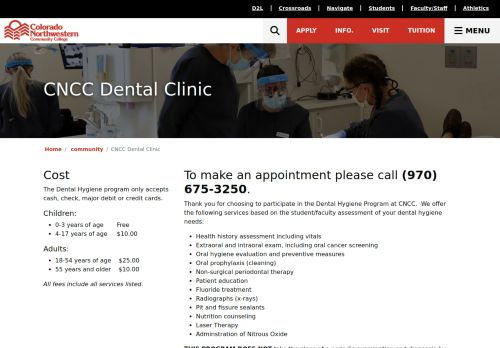 D2L | Crossroads | Navigate | Students | Faculty/Staff | Athletics
Colorado
Northwestern
Community College
APPLY INFO. VISIT TUITION MENU
CNCC Dental Clinic
Home / community / CNCC Dental Clinic
Cost
The Dental Hygiene program only accepts
cash, check, major debit or credit cards.
Children:
• 0-3 years of age Free
• 4-17 years of age $10.00
Adults:
• 18-54 years of age $25.00
• 55 years and older $10.00
All fees include all services listed.
To make an appointment please call (970)
675-3250.
Thank you for choosing to participate in the Dental Hygiene Program at CNCC. We offer
the following services based on the student/faculty assessment of your dental hygiene
needs:
• Health history assessment including vitals
• Extraoral and intraoral exam, including oral cancer screening
• Oral hygiene evaluation and preventive measures
• Oral prophylaxis (cleaning)
• Non-surgical periodontal therapy
• Patient education
• Fluoride treatment
• Radiographs (x-rays)
• Pit and fissure sealants
• Nutrition counseling
• Laser Therapy
• Adminstration of Nitrous Oxide